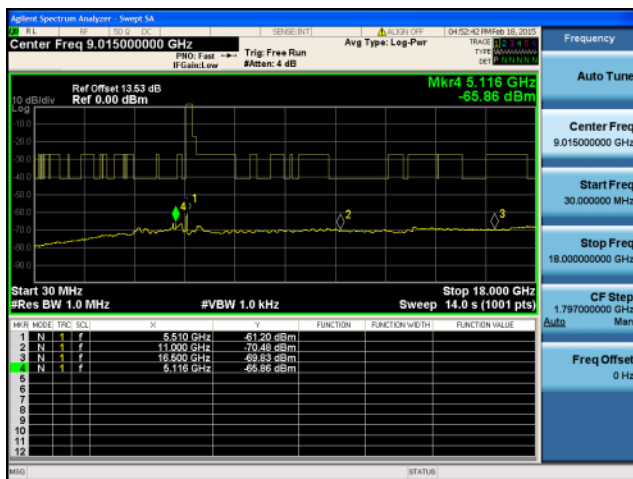 Agilent Spectrum Analyzer - Swept SA
RL RF 50 Ω DC SENSE:INT ALIGN OFF 04:52:42 PM Feb 18, 2015
Center Freq 9.015000000 GHz
PNO: Fast
IFGain:Low
Trig: Free Run
#Atten: 4 dB
Avg Type: Log-Pwr
TRACE 1 2 3 4 5 6
TYPE
DET P N N N N N
Frequency
Auto Tune
Center Freq
9.015000000 GHz
Start Freq
30.000000 MHz
Stop Freq
18.000000000 GHz
CF Step
1.797000000 GHz
Auto Man
Freq Offset
0 Hz
Mkr4 5.116 GHz
-65.86 dBm
Ref Offset 13.53 dB
10 dB/div Ref 0.00 dBm
Log
-10.0
-20.0
-30.0
-40.0
-50.0
-60.0
-70.0
-80.0
-90.0
4 1 2 3
Start 30 MHz Stop 18.000 GHz
#Res BW 1.0 MHz #VBW 1.0 kHz Sweep 14.0 s (1001 pts)
MKR MODE TRC SCL X Y FUNCTION FUNCTION WIDTH FUNCTION VALUE
1 N 1 f 5.510 GHz -61.20 dBm
2 N 1 f 11.000 GHz -70.48 dBm
3 N 1 f 16.500 GHz -69.83 dBm
4 N 1 f 5.116 GHz -65.86 dBm
5
6
7
8
9
10
11
12
MSG STATUS